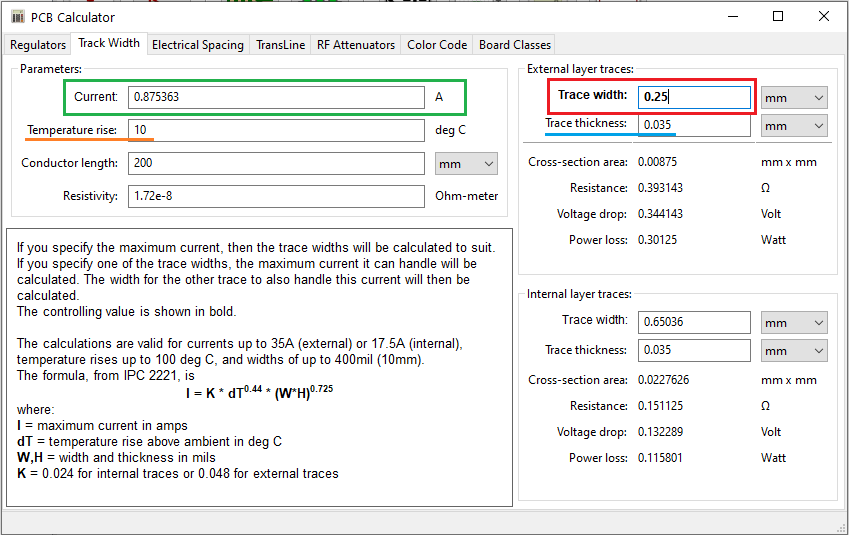 PCB Calculator
Regulators Track Width Electrical Spacing TransLine RF Attenuators Color Code Board Classes
Parameters:
Current: 0.875363 A
Temperature rise: 10 deg C
Conductor length: 200 mm
Resistivity: 1.72e-8 Ohm-meter
If you specify the maximum current, then the trace widths will be calculated to suit.
If you specify one of the trace widths, the maximum current it can handle will be
calculated. The width for the other trace to also handle this current will then be
calculated.
The controlling value is shown in bold.
The calculations are valid for currents up to 35A (external) or 17.5A (internal),
temperature rises up to 100 deg C, and widths of up to 400mil (10mm).
The formula, from IPC 2221, is
I = K * dT0.44 * (W*H)0.725
where:
I = maximum current in amps
dT = temperature rise above ambient in deg C
W,H = width and thickness in mils
K = 0.024 for internal traces or 0.048 for external traces
External layer traces:
Trace width: 0.25 mm
Trace thickness: 0.035 mm
Cross-section area: 0.00875 mm x mm
Resistance: 0.393143 Ω
Voltage drop: 0.344143 Volt
Power loss: 0.30125 Watt
Internal layer traces:
Trace width: 0.65036 mm
Trace thickness: 0.035 mm
Cross-section area: 0.0227626 mm x mm
Resistance: 0.151125 Ω
Voltage drop: 0.132289 Volt
Power loss: 0.115801 Watt